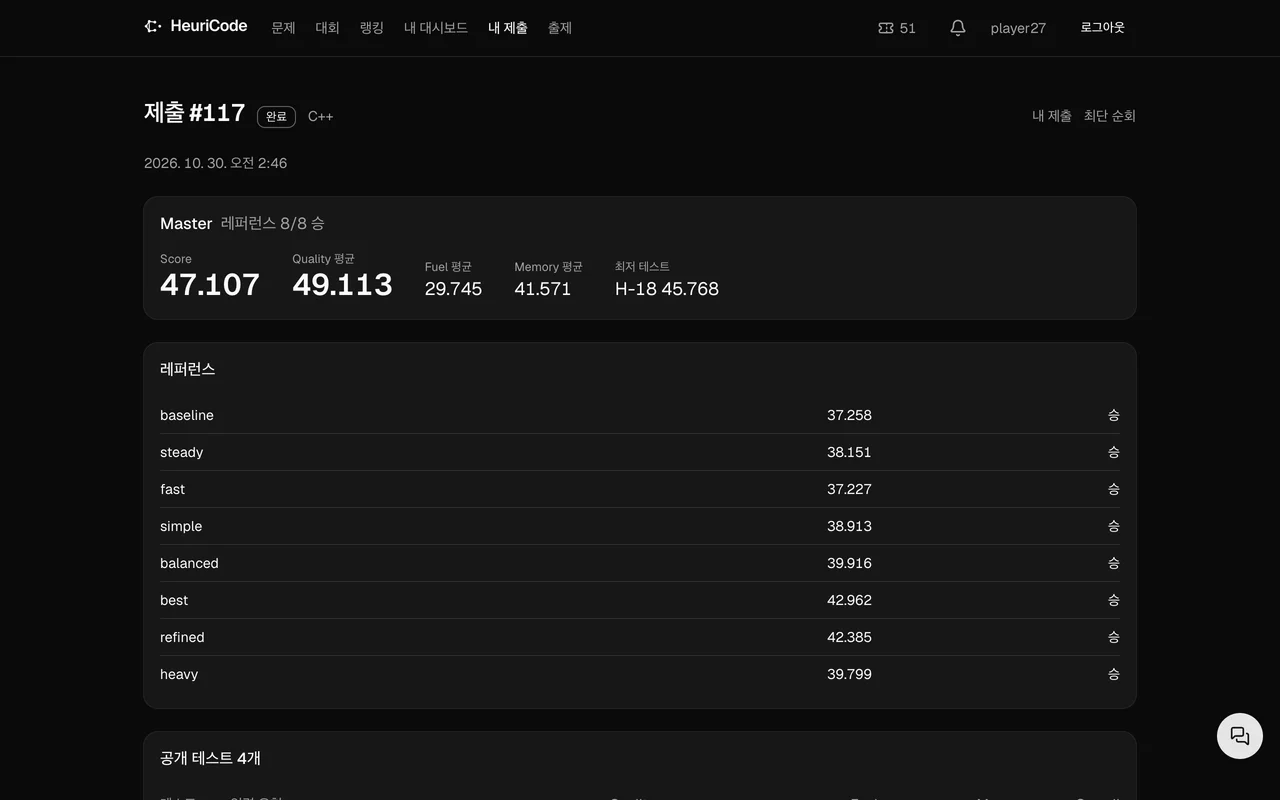 HeuriCode 문제 대회 랭킹 내 대시보드 내 제출 출제 51 player27 로그아웃
제출 #117 완료 C++ 내 제출 최단 순회
2026. 10. 30. 오전 2:46
Master 레퍼런스 8/8 승
Score Quality 평균 Fuel 평균 Memory 평균 최저 테스트
47.107 49.113 29.745 41.571 H-18 45.768
레퍼런스
baseline 37.258 승
steady 38.151 승
fast 37.227 승
simple 38.913 승
balanced 39.916 승
best 42.962 승
refined 42.385 승
heavy 39.799 승
공개 테스트 4개